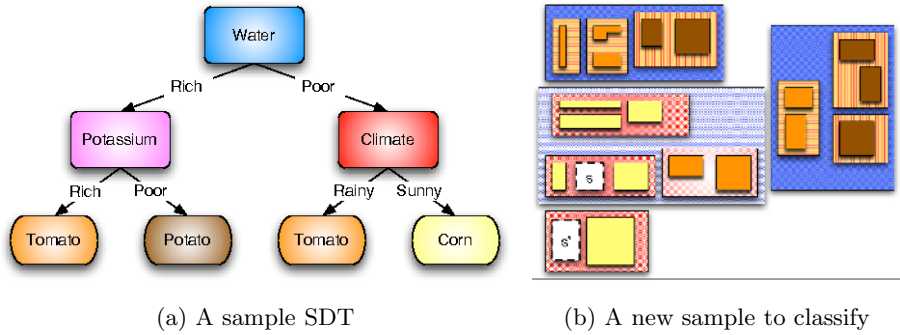 Water
Rich Poor
Potassium Climate
Rich Poor Rainy Sunny
Tomato Potato Tomato Corn
s
s'
(a) A sample SDT (b) A new sample to classify